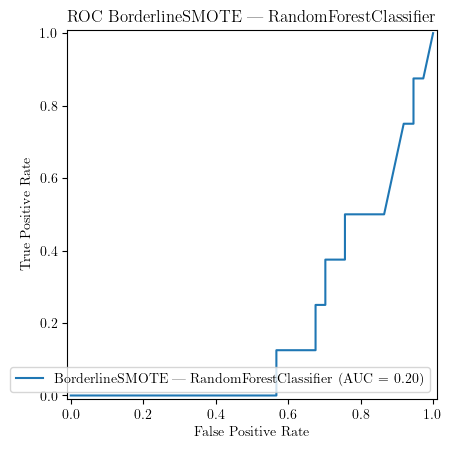 ROC BorderlineSMOTE — RandomForestClassifier
1.0
0.8
0.6
0.4
0.2
0.0
True Positive Rate
BorderlineSMOTE — RandomForestClassifier (AUC = 0.20)
0.0 0.2 0.4 0.6 0.8 1.0
False Positive Rate